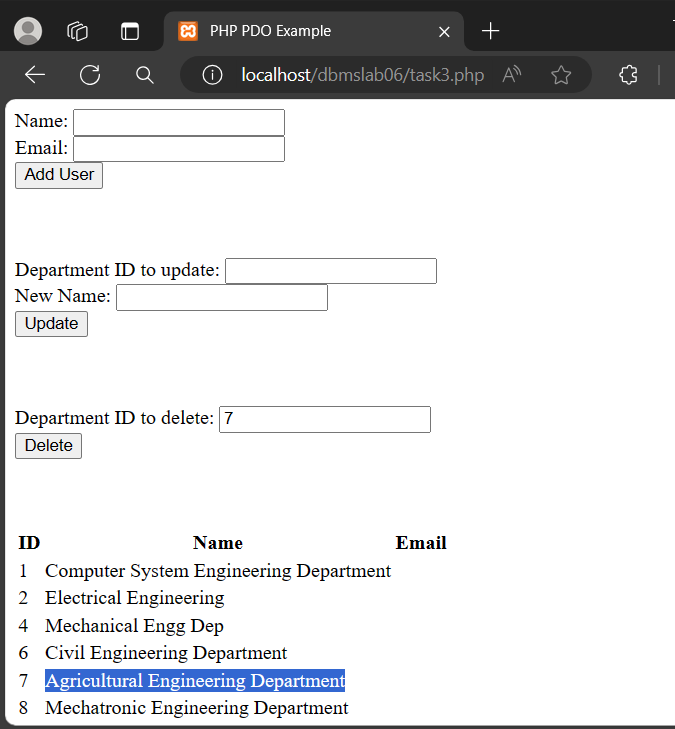 PHP PDO Example
localhost/dbmslab06/task3.php
Name:
Email:
Add User
Department ID to update:
New Name:
Update
Department ID to delete: 7
Delete
ID Name Email
1 Computer System Engineering Department
2 Electrical Engineering
4 Mechanical Engg Dep
6 Civil Engineering Department
7 Agricultural Engineering Department
8 Mechatronic Engineering Department